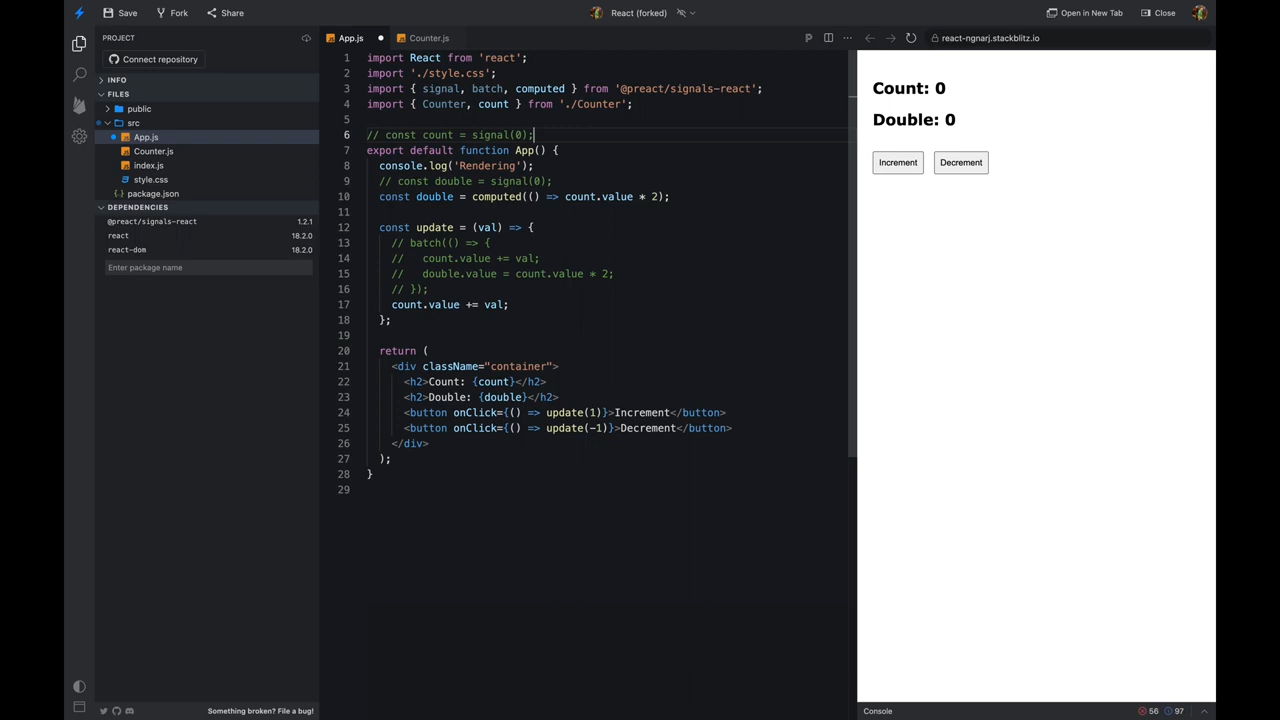 Save Fork Share React (forked) Open in New Tab Close
PROJECT
Connect repository
INFO
FILES
public
src
App.js
Counter.js
index.js
style.css
package.json
DEPENDENCIES
@preact/signals-react 1.2.1
react 18.2.0
react-dom 18.2.0
Enter package name
Something broken? File a bug!
App.js Counter.js
1 import React from 'react';
2 import './style.css';
3 import { signal, batch, computed } from '@preact/signals-react';
4 import { Counter, count } from './Counter';
5
6 // const count = signal(0);
7 export default function App() {
8 console.log('Rendering');
9 // const double = signal(0);
10 const double = computed(() => count.value * 2);
11
12 const update = (val) => {
13 // batch(() => {
14 //   count.value += val;
15 //   double.value = count.value * 2;
16 // });
17 count.value += val;
18 };
19
20 return (
21 <div className="container">
22 <h2>Count: {count}</h2>
23 <h2>Double: {double}</h2>
24 <button onClick={() => update(1)}>Increment</button>
25 <button onClick={() => update(-1)}>Decrement</button>
26 </div>
27 );
28 }
29
react-ngnarj.stackblitz.io
Count: 0
Double: 0
Increment Decrement
Console 56 97